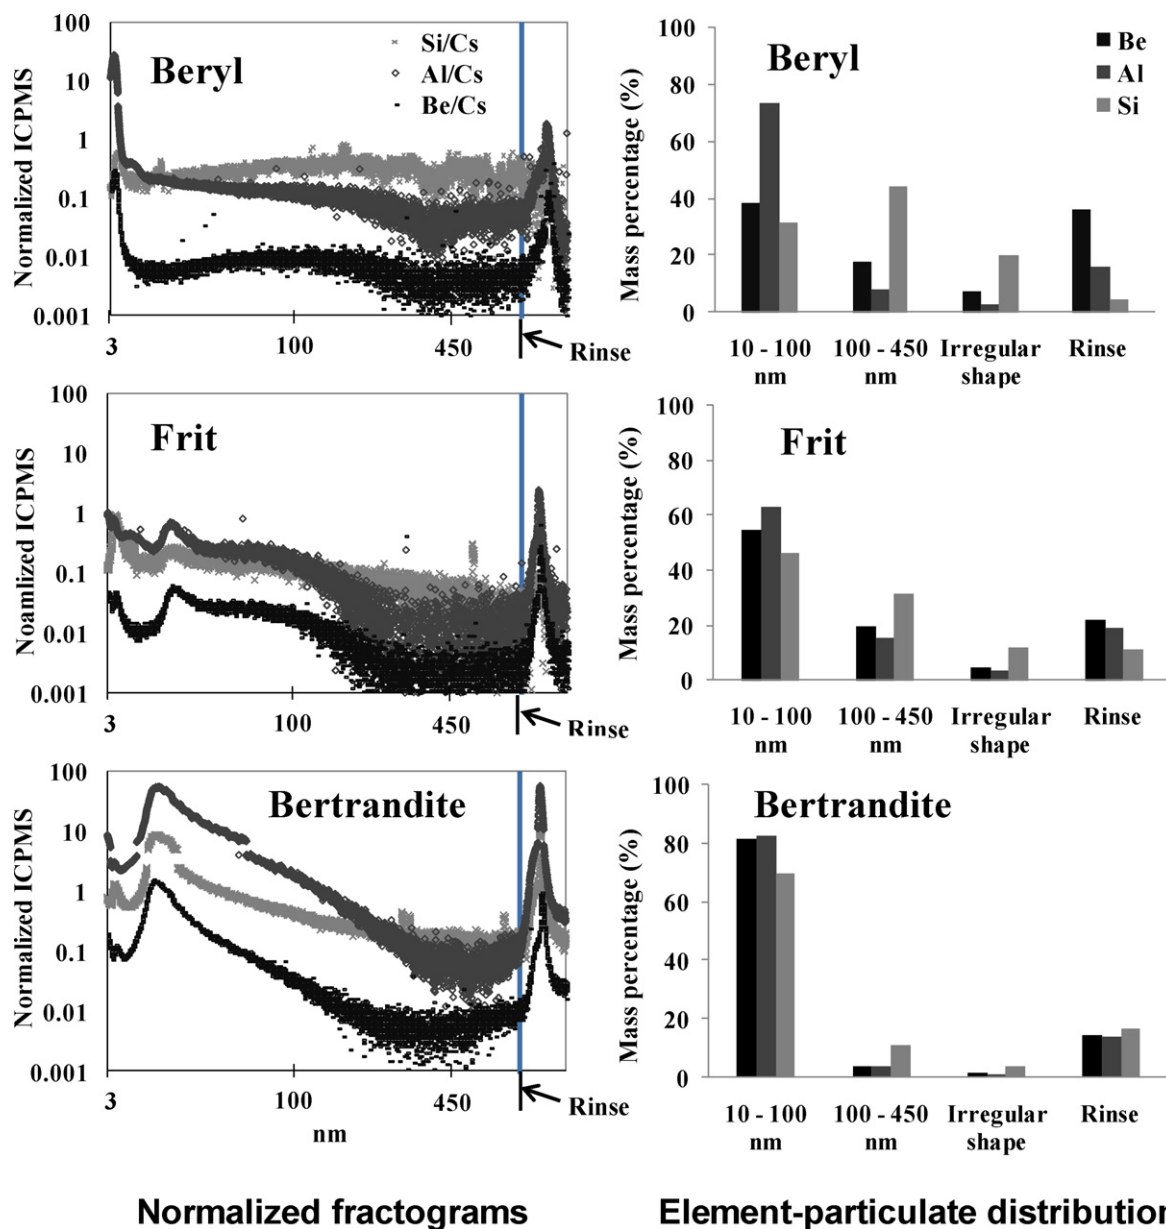 Beryl
Si/Cs
Al/Cs
Be/Cs
Normalized ICPMS
100
10
1
0.1
0.01
0.001
3
100
450
Rinse
Beryl
Be
Al
Si
Mass percentage (%)
100
80
60
40
20
0
10 - 100 nm
100 - 450 nm
Irregular shape
Rinse
Frit
Noamlized ICPMS
100
10
1
0.1
0.01
0.001
3
100
450
Rinse
Frit
Mass percentage (%)
100
80
60
40
20
0
10 - 100 nm
100 - 450 nm
Irregular shape
Rinse
Bertrandite
Normalized ICPMS
100
10
1
0.1
0.01
0.001
3
100
450
Rinse
nm
Bertrandite
Mass percentage (%)
100
80
60
40
20
0
10 - 100 nm
100 - 450 nm
Irregular shape
Rinse
Normalized fractograms
Element-particulate distribution